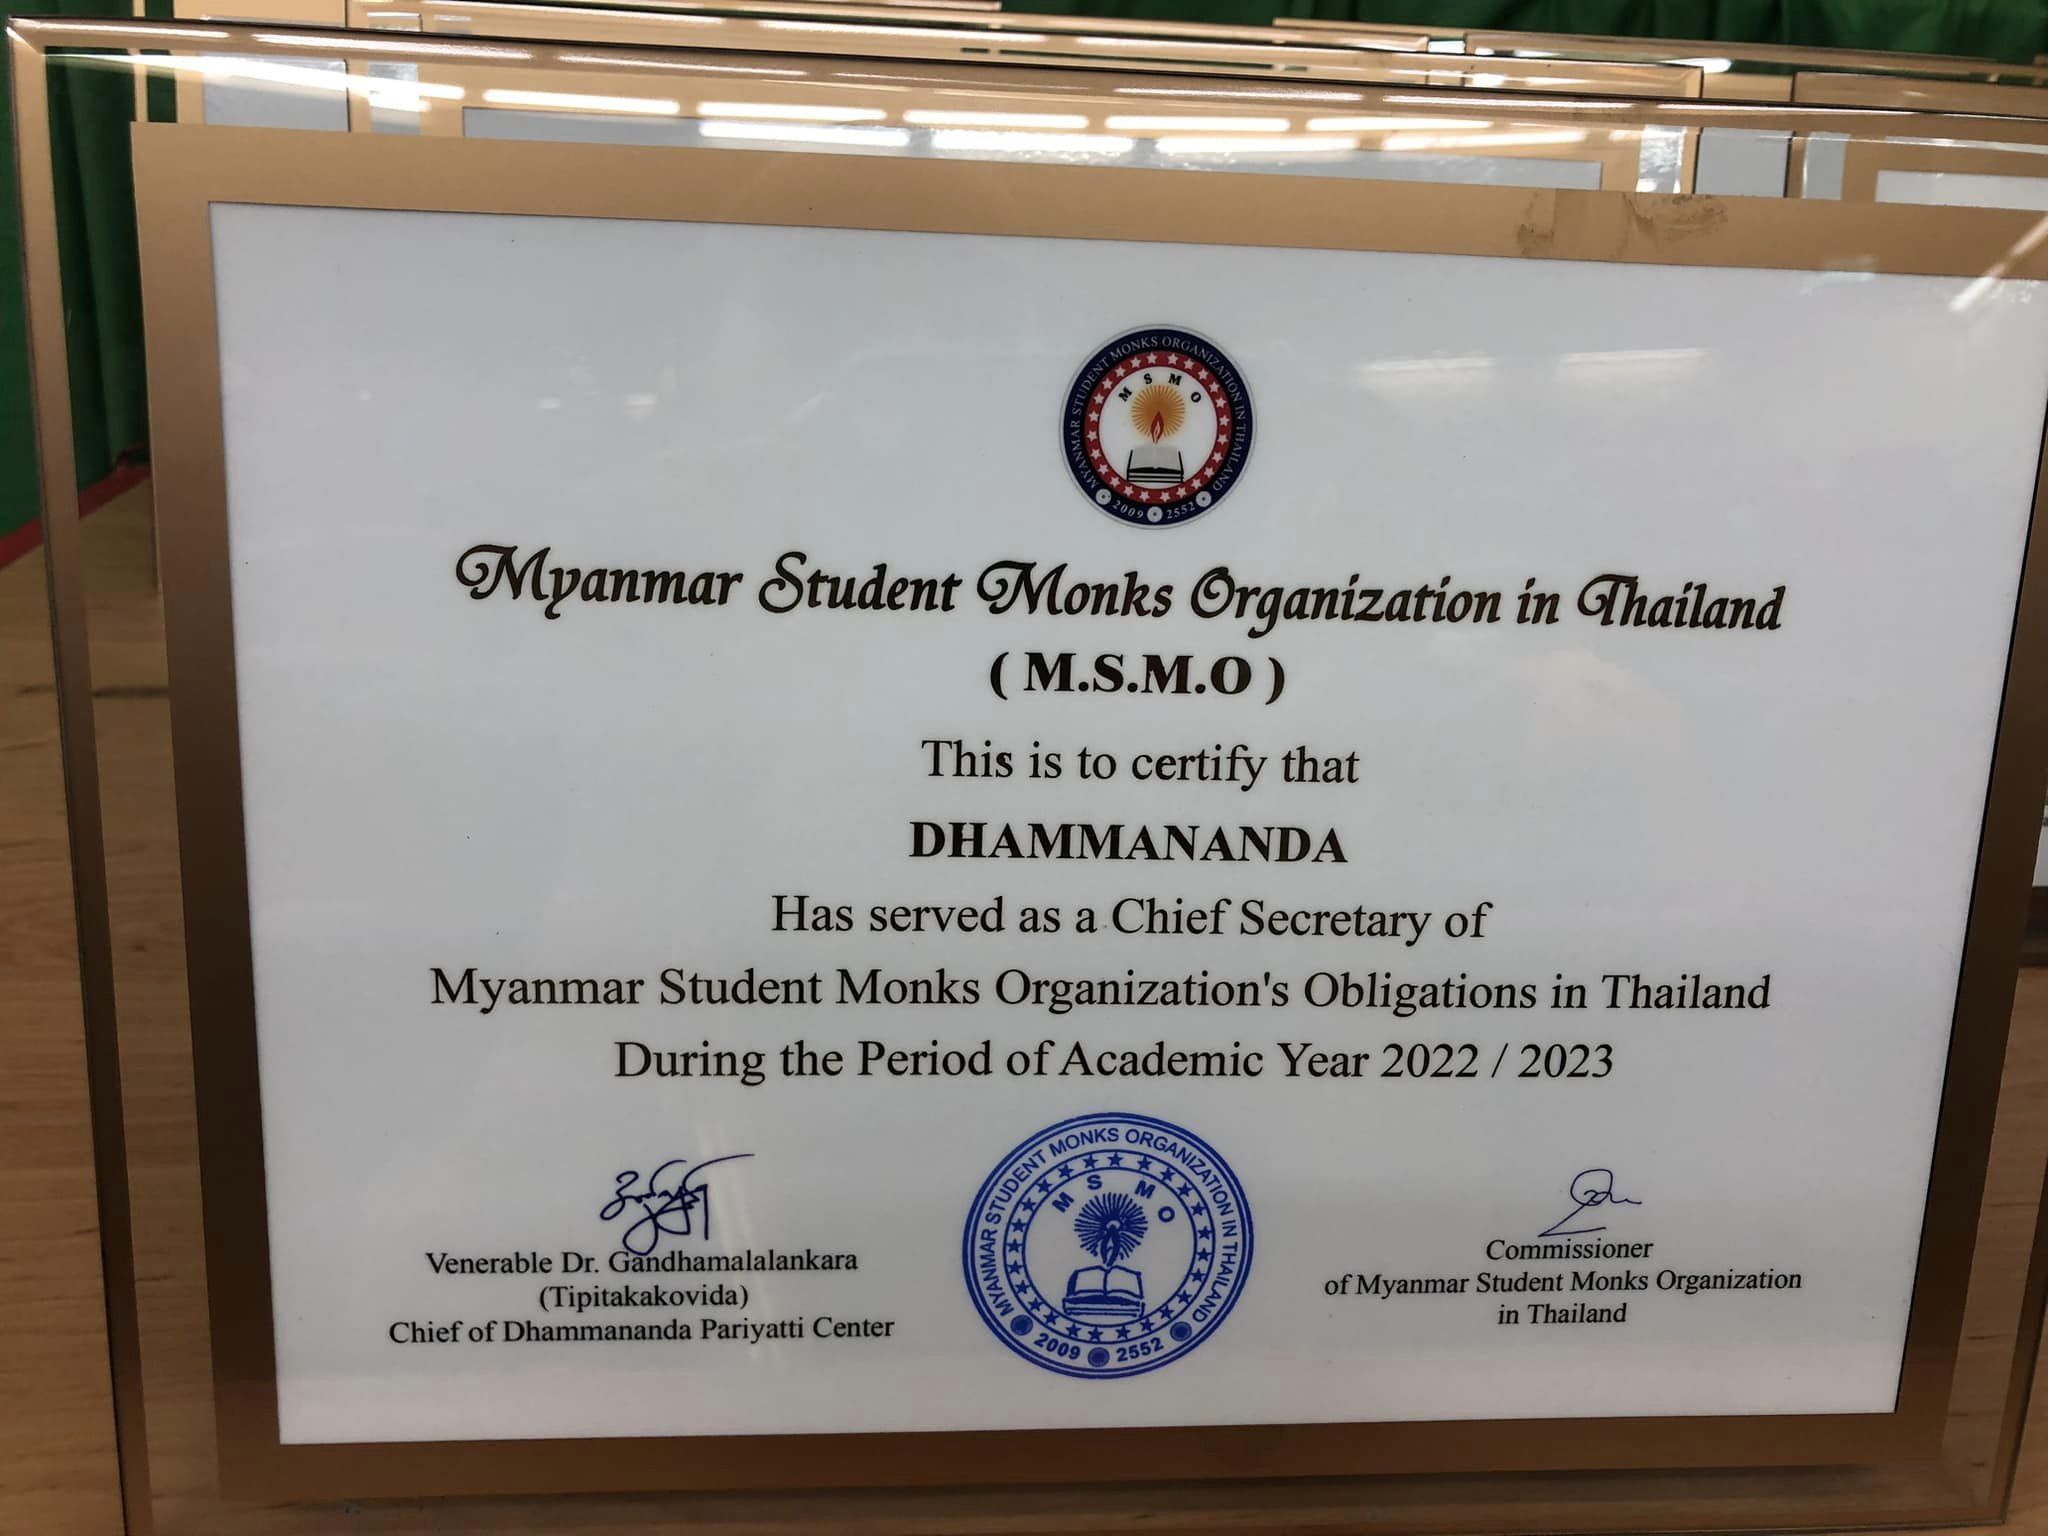 MYANMAR STUDENT MONKS ORGANIZATION IN THAILAND
M S M O
2009 2552
Myanmar Student Monks Organization in Thailand
( M.S.M.O )
This is to certify that
DHAMMANANDA
Has served as a Chief Secretary of
Myanmar Student Monks Organization's Obligations in Thailand
During the Period of Academic Year 2022 / 2023
Venerable Dr. Gandhamalalankara
(Tipitakakovida)
Chief of Dhammananda Pariyatti Center
MYANMAR STUDENT MONKS ORGANIZATION IN THAILAND
M S M O
2009 2552
Commissioner
of Myanmar Student Monks Organization
in Thailand